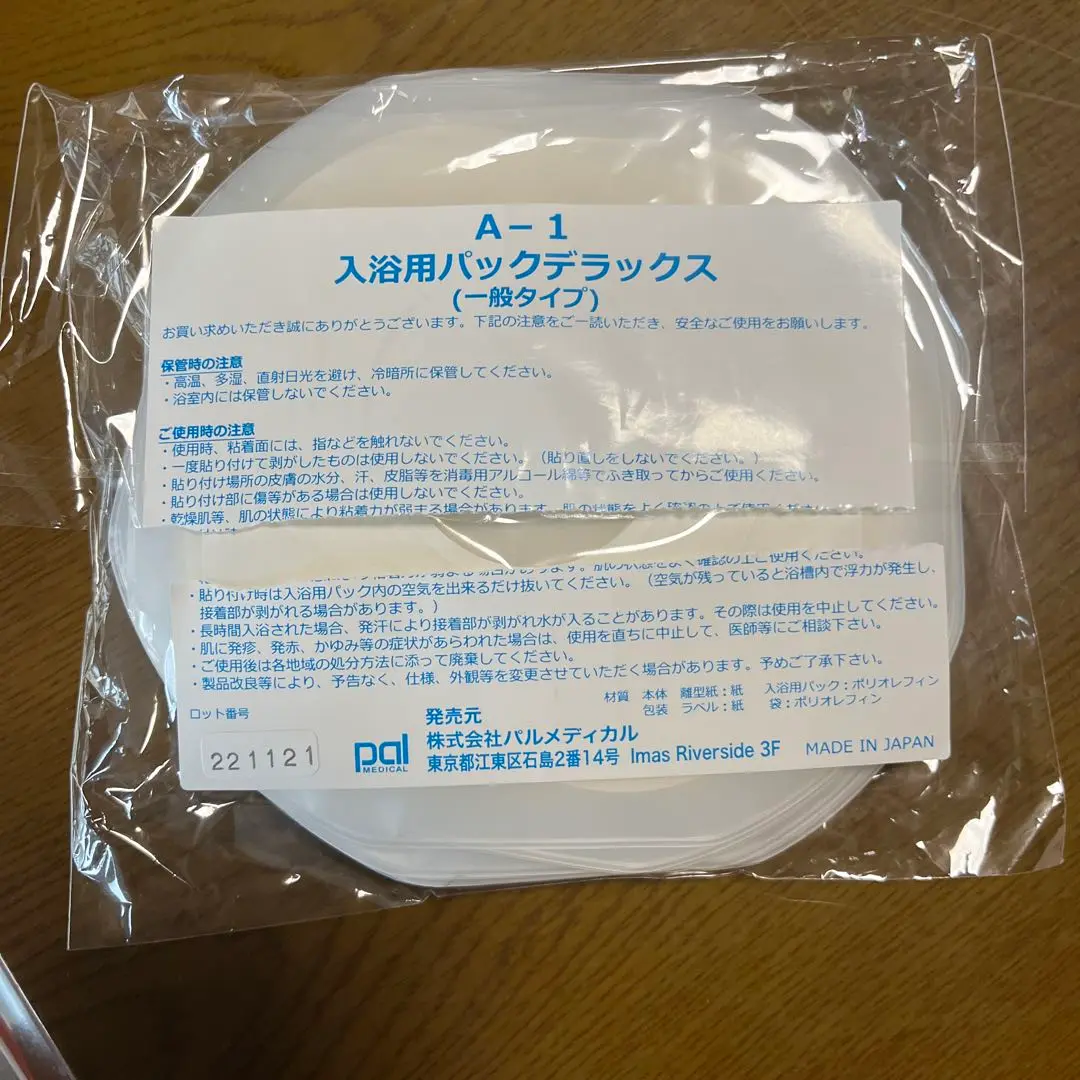 A－1
入浴用パックデラックス
(一般タイプ)
お買い求めいただき誠にありがとうございます。下記の注意をご一読いただき、安全なご使用をお願いします。
保管時の注意
・高温、多湿、直射日光を避け、冷暗所に保管してください。
・浴室内には保管しないでください。
ご使用時の注意
・使用時、粘着面には、指などを触れないでください。
・一度貼り付けて剥がしたものは使用しないでください。（貼り直しをしないでください。）
・貼り付け場所の皮膚の水分、汗、皮脂等を消毒用アルコール綿等でふき取ってからご使用ください。
・貼り付け部に傷等がある場合は使用しないでください。
・乾燥肌等、肌の状態により粘着力が弱まる場合があります。肌の状態をよく確認の上ご使用ください。
・貼り付け時は入浴用パック内の空気を出来るだけ抜いてください。（空気が残っていると浴槽内で浮力が発生し、
接着部が剥がれる場合があります。）
・長時間入浴された場合、発汗により接着部が剥がれ水が入ることがあります。その際は使用を中止してください。
・肌に発疹、発赤、かゆみ等の症状があらわれた場合は、使用を直ちに中止して、医師等にご相談下さい。
・ご使用後は各地域の処分方法に添って廃棄してください。
・製品改良等により、予告なく、仕様、外観等を変更させていただく場合があります。予めご了承下さい。
材質 本体 離型紙：紙 入浴用パック：ポリオレフィン
包装 ラベル：紙 袋：ポリオレフィン
ロット番号
221121
pal
MEDICAL
発売元
株式会社パルメディカル
東京都江東区石島2番14号 Imas Riverside 3F
MADE IN JAPAN